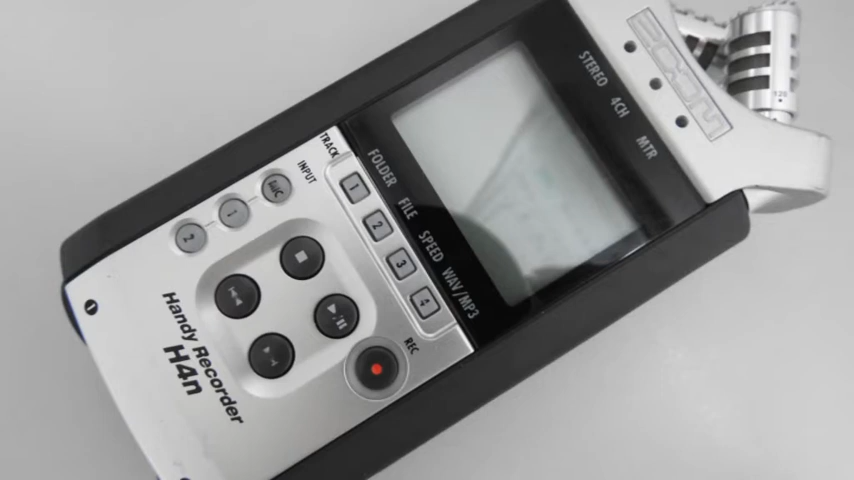 ZOOM
120
STEREO 4CH MTR
FOLDER FILE SPEED WAV/MP3
TRACK
1 2 3 4
INPUT
MIC 1 2
REC
Handy Recorder
H4n